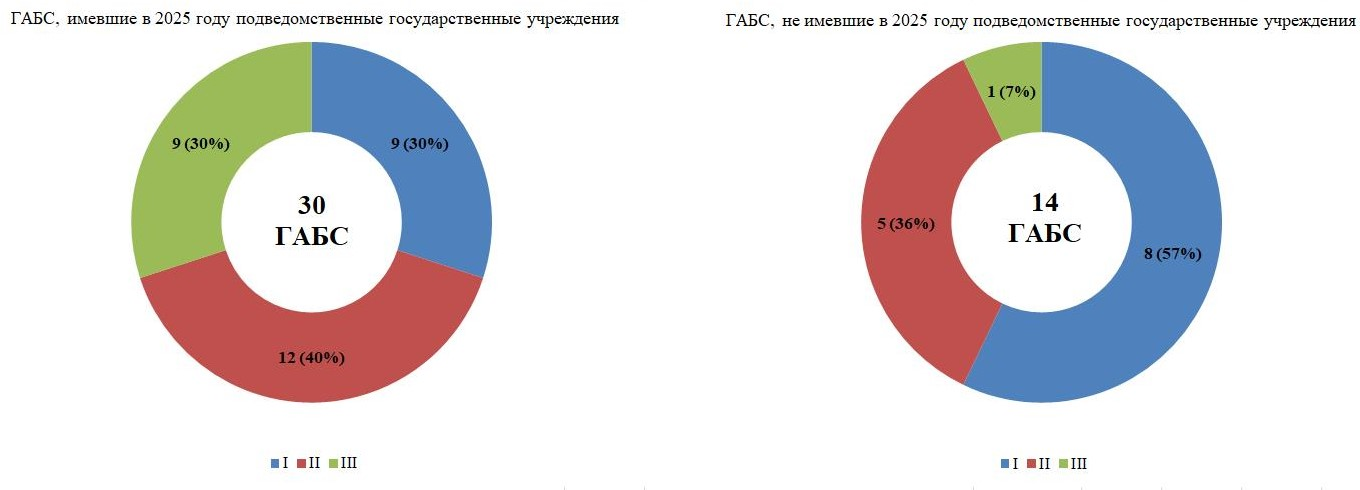 ГАБС, имевшие в 2025 году подведомственные государственные учреждения
9 (30%)
9 (30%)
30
ГАБС
12 (40%)
I II III
ГАБС, не имевшие в 2025 году подведомственные государственные учреждения
1 (7%)
5 (36%)
14
ГАБС
8 (57%)
I II III